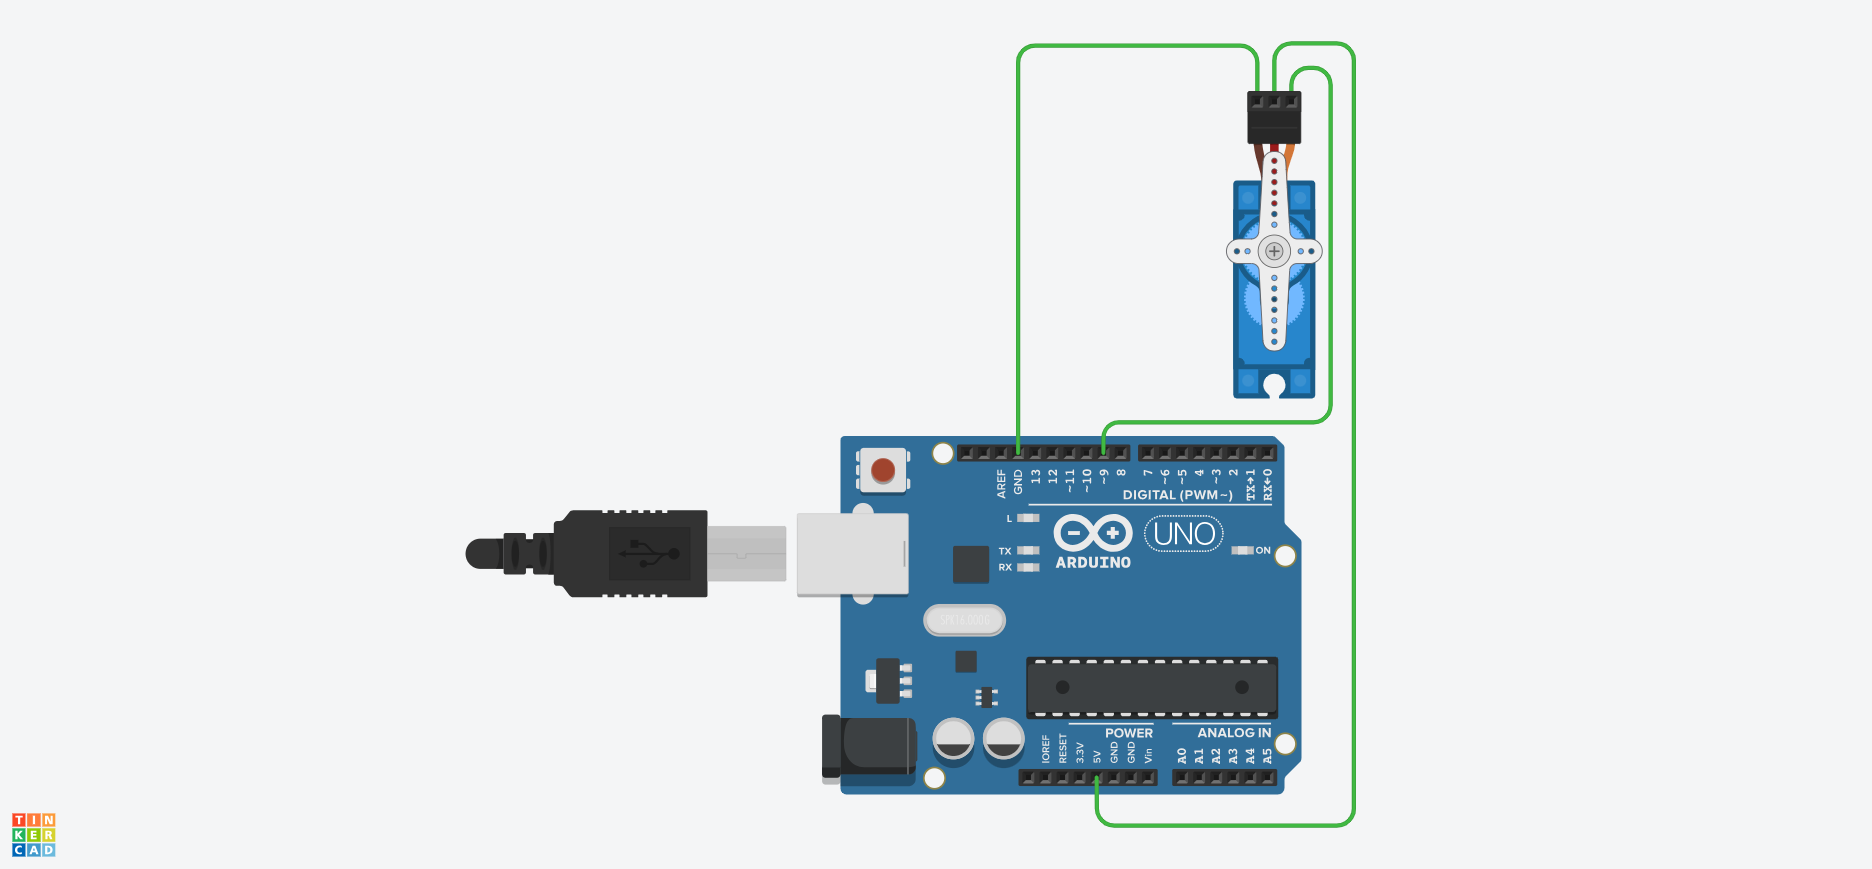 AREF
GND
13
12
~11
~10
~9
8
7
~6
~5
4
~3
2
TX→1
RX←0
DIGITAL (PWM~)
L
TX
RX
ARDUINO
UNO
ON
POWER
ANALOG IN
IOREF
RESET
3.3V
5V
GND
GND
Vin
A0
A1
A2
A3
A4
A5
TIN
KER
CAD